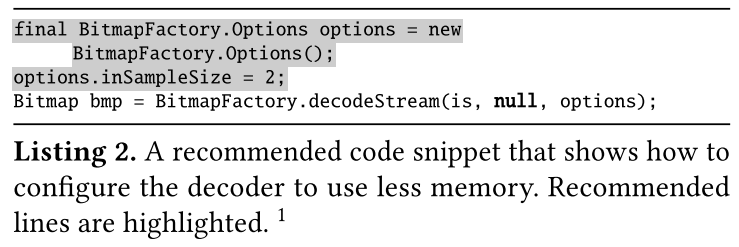 final BitmapFactory.Options options = new
BitmapFactory.Options();
options.inSampleSize = 2;
Bitmap bmp = BitmapFactory.decodeStream(is, null, options);
Listing 2. A recommended code snippet that shows how to
configure the decoder to use less memory. Recommended
lines are highlighted. 1